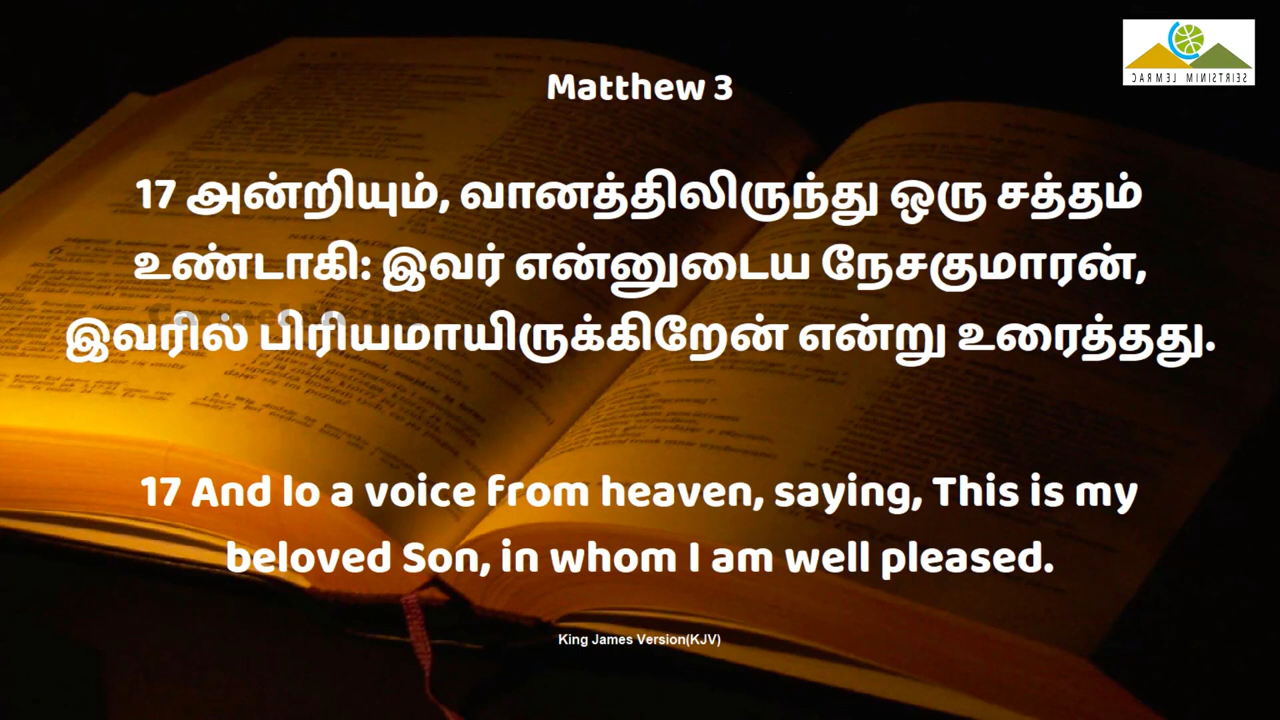 CARMEL MINISTRIES
Matthew 3
17 அன்றியும், வானத்திலிருந்து ஒரு சத்தம்
உண்டாகி: இவர் என்னுடைய நேசகுமாரன்,
இவரில் பிரியமாயிருக்கிறேன் என்று உரைத்தது.
17 And lo a voice from heaven, saying, This is my
beloved Son, in whom I am well pleased.
King James Version(KJV)